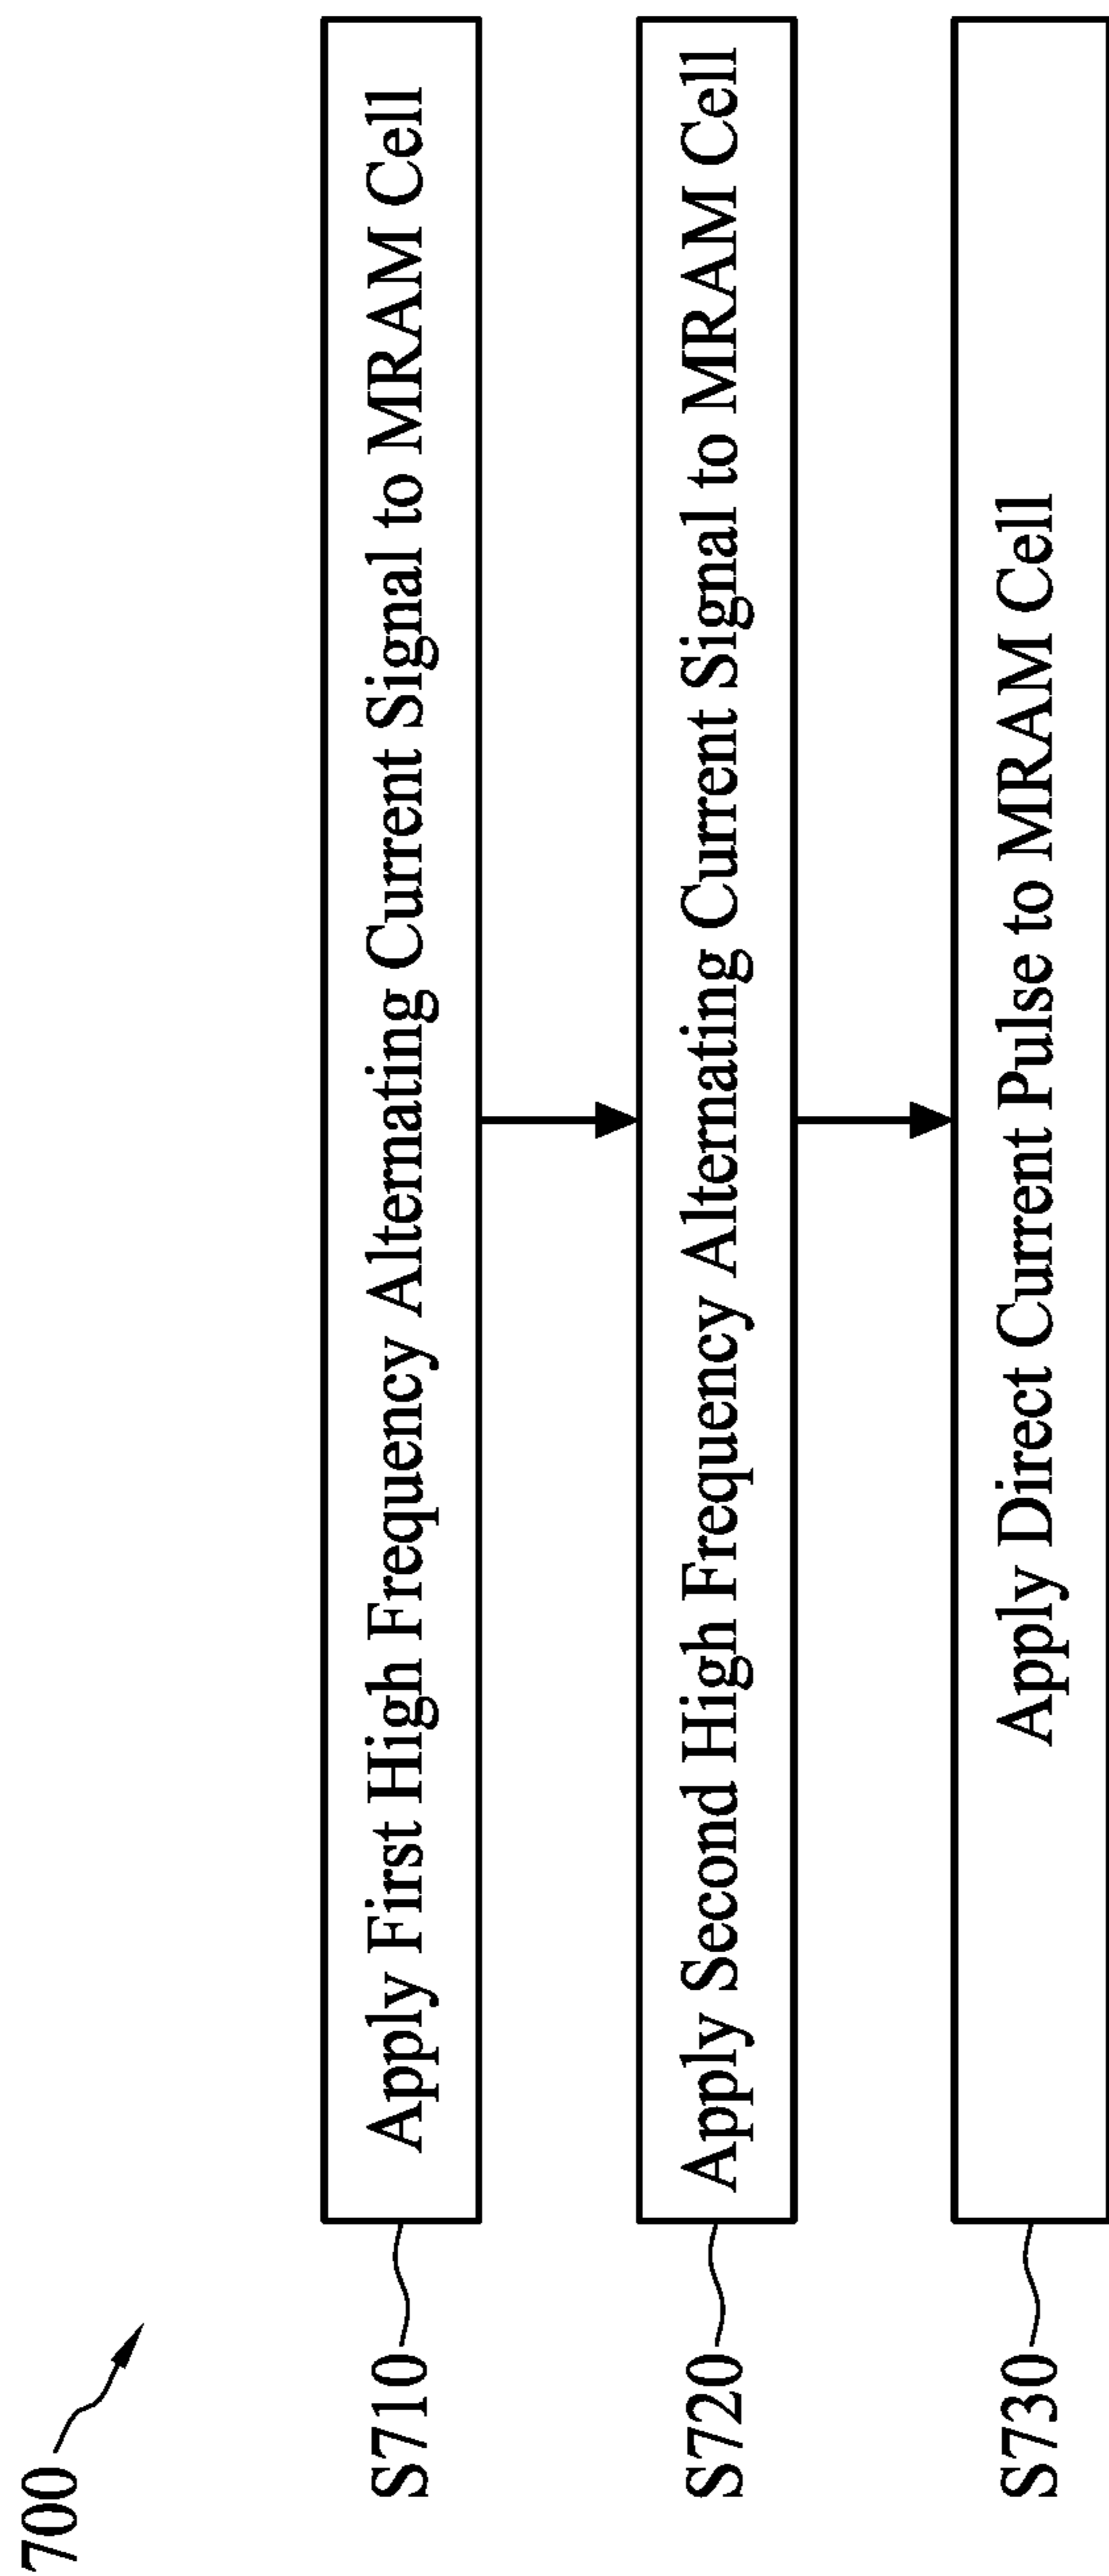 700
S710
Apply First High Frequency Alternating Current Signal to MRAM Cell
S720
Apply Second High Frequency Alternating Current Signal to MRAM Cell
S730
Apply Direct Current Pulse to MRAM Cell